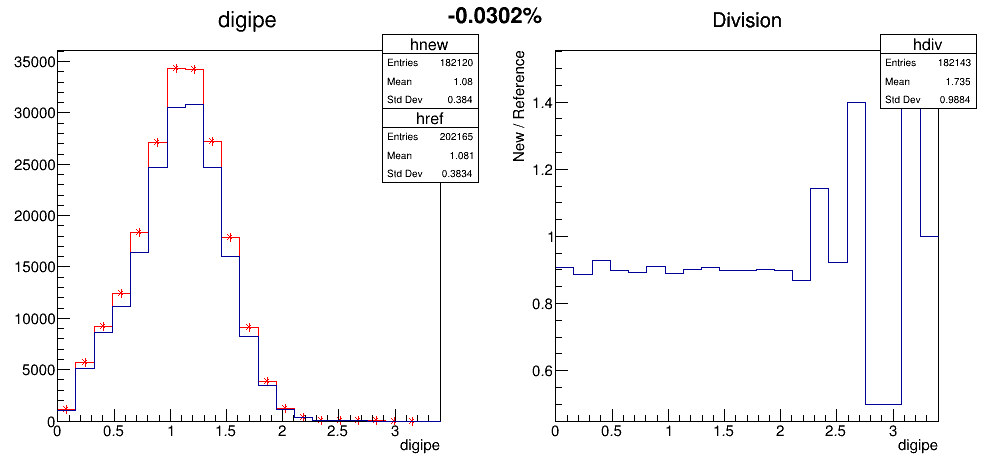 -0.0302%
digipe
hnew
Entries 182120
Mean 1.08
Std Dev 0.384
href
Entries 202165
Mean 1.081
Std Dev 0.3834
35000
30000
25000
20000
15000
10000
5000
0
0 0.5 1 1.5 2 2.5 3
digipe
Division
hdiv
Entries 182143
Mean 1.735
Std Dev 0.9884
New / Reference
1.4
1.2
1
0.8
0.6
0 0.5 1 1.5 2 2.5 3
digipe